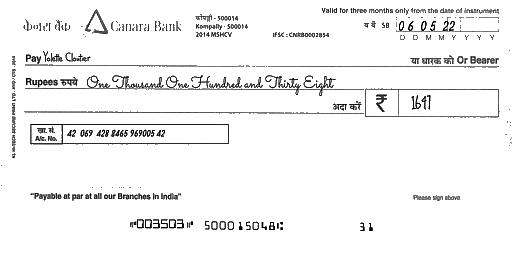 Valid for three months only from the date of instrument
केनरा बैंक Canara Bank
कोमपल्ली - 500014
Kompally - 500014
2014 MSHCV
IFSC : CNRB0002854
SB 06 05 22
D D M M Y Y Y Y
Pay Yolette Cloutier या धारक को Or Bearer
Rupees रुपये One Thousand One Hundred and Thirty Eight
अदा करें ₹ 1647
खा. सं.
A/c. No. 42 069 428 8465 969005 42
"Payable at par at all our Branches in India"
Please sign above
⑈003503⑈ 500015048⑆ 31